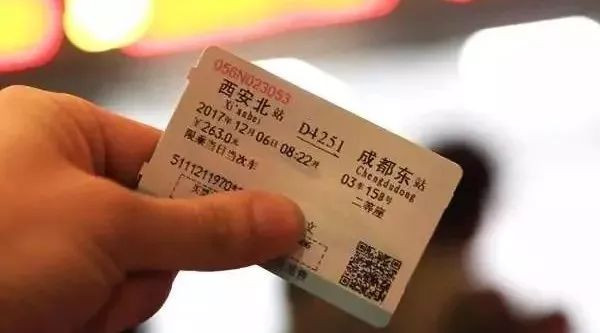 056N023053
西安北站 D4251 成都东站
Xi'anbei Chengdudong
2017年12月06日08:22开 03车15B号
￥263.0元 二等座
限乘当日当次车
5111211970